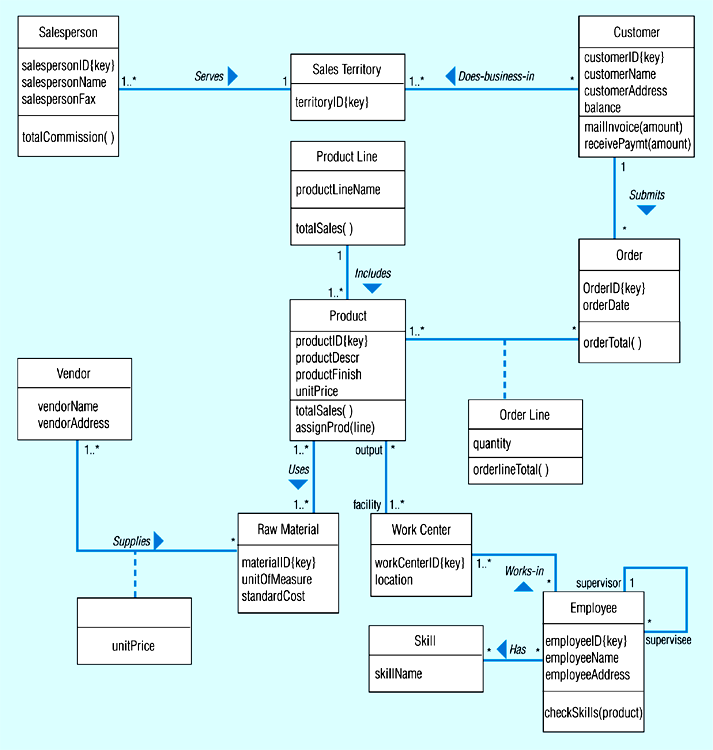 Salesperson
salespersonID{key}
salespersonName
salespersonFax
totalCommission( )
1..*
Serves
1
Sales Territory
territoryID{key}
1..*
Does-business-in
*
Customer
customerID{key}
customerName
customerAddress
balance
mailInvoice(amount)
receivePaymt(amount)
1
Submits
*
Product Line
productLineName
totalSales( )
1
Includes
1..*
Order
OrderID{key}
orderDate
orderTotal( )
Product
productID{key}
productDescr
productFinish
unitPrice
totalSales( )
assignProd(line)
1..*
*
Order Line
quantity
orderlineTotal( )
Vendor
vendorName
vendorAddress
1..*
Supplies
*
unitPrice
1..*
Uses
1..*
output
*
facility
1..*
Raw Material
materialID{key}
unitOfMeasure
standardCost
Work Center
workCenterID{key}
location
1..*
Works-in
*
supervisor
1
*
supervisee
Employee
employeeID{key}
employeeName
employeeAddress
checkSkills(product)
Skill
skillName
*
Has
*